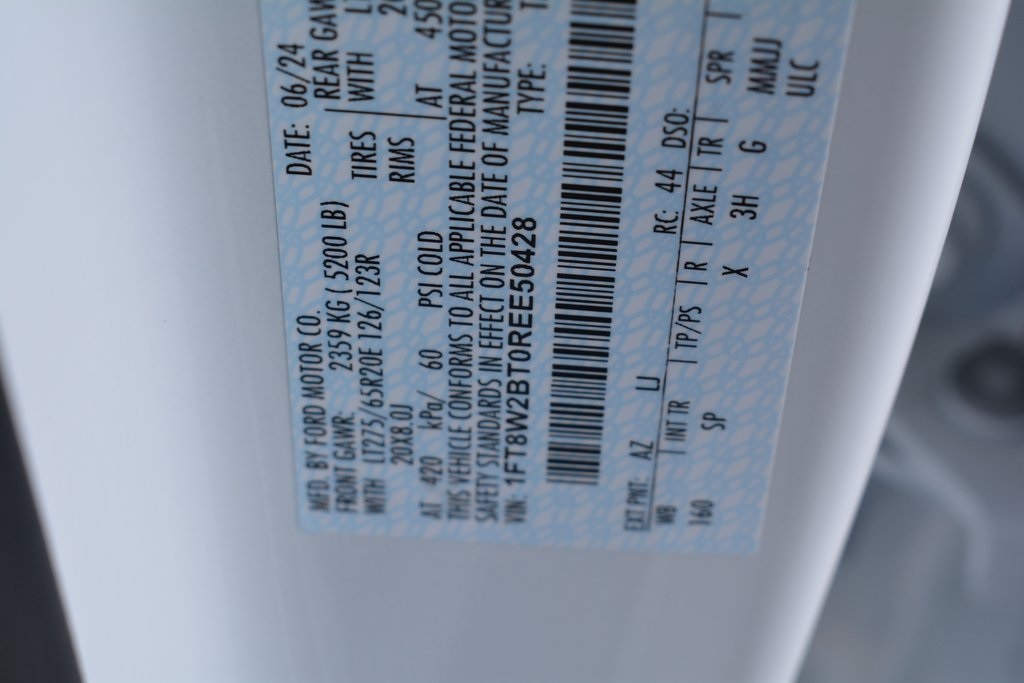 MFD. BY FORD MOTOR CO.
DATE: 06/24
FRONT GAWR: 2359 KG ( 5200 LB)
REAR GAW
WITH LT275/65R20E 126/123R TIRES WITH
20X8.0J RIMS
AT 420 kPa/ 60 PSI COLD AT 450
THIS VEHICLE CONFORMS TO ALL APPLICABLE FEDERAL MOTO
SAFETY STANDARDS IN EFFECT ON THE DATE OF MANUFACTUR
VIN: 1FT8W2BT0REE50428 TYPE:
EXT PNT: AZ LJ RC: 44 DSO:
WB INT TR TP/PS R AXLE TR SPR
160 SP X 3H G MMJJ
ULC